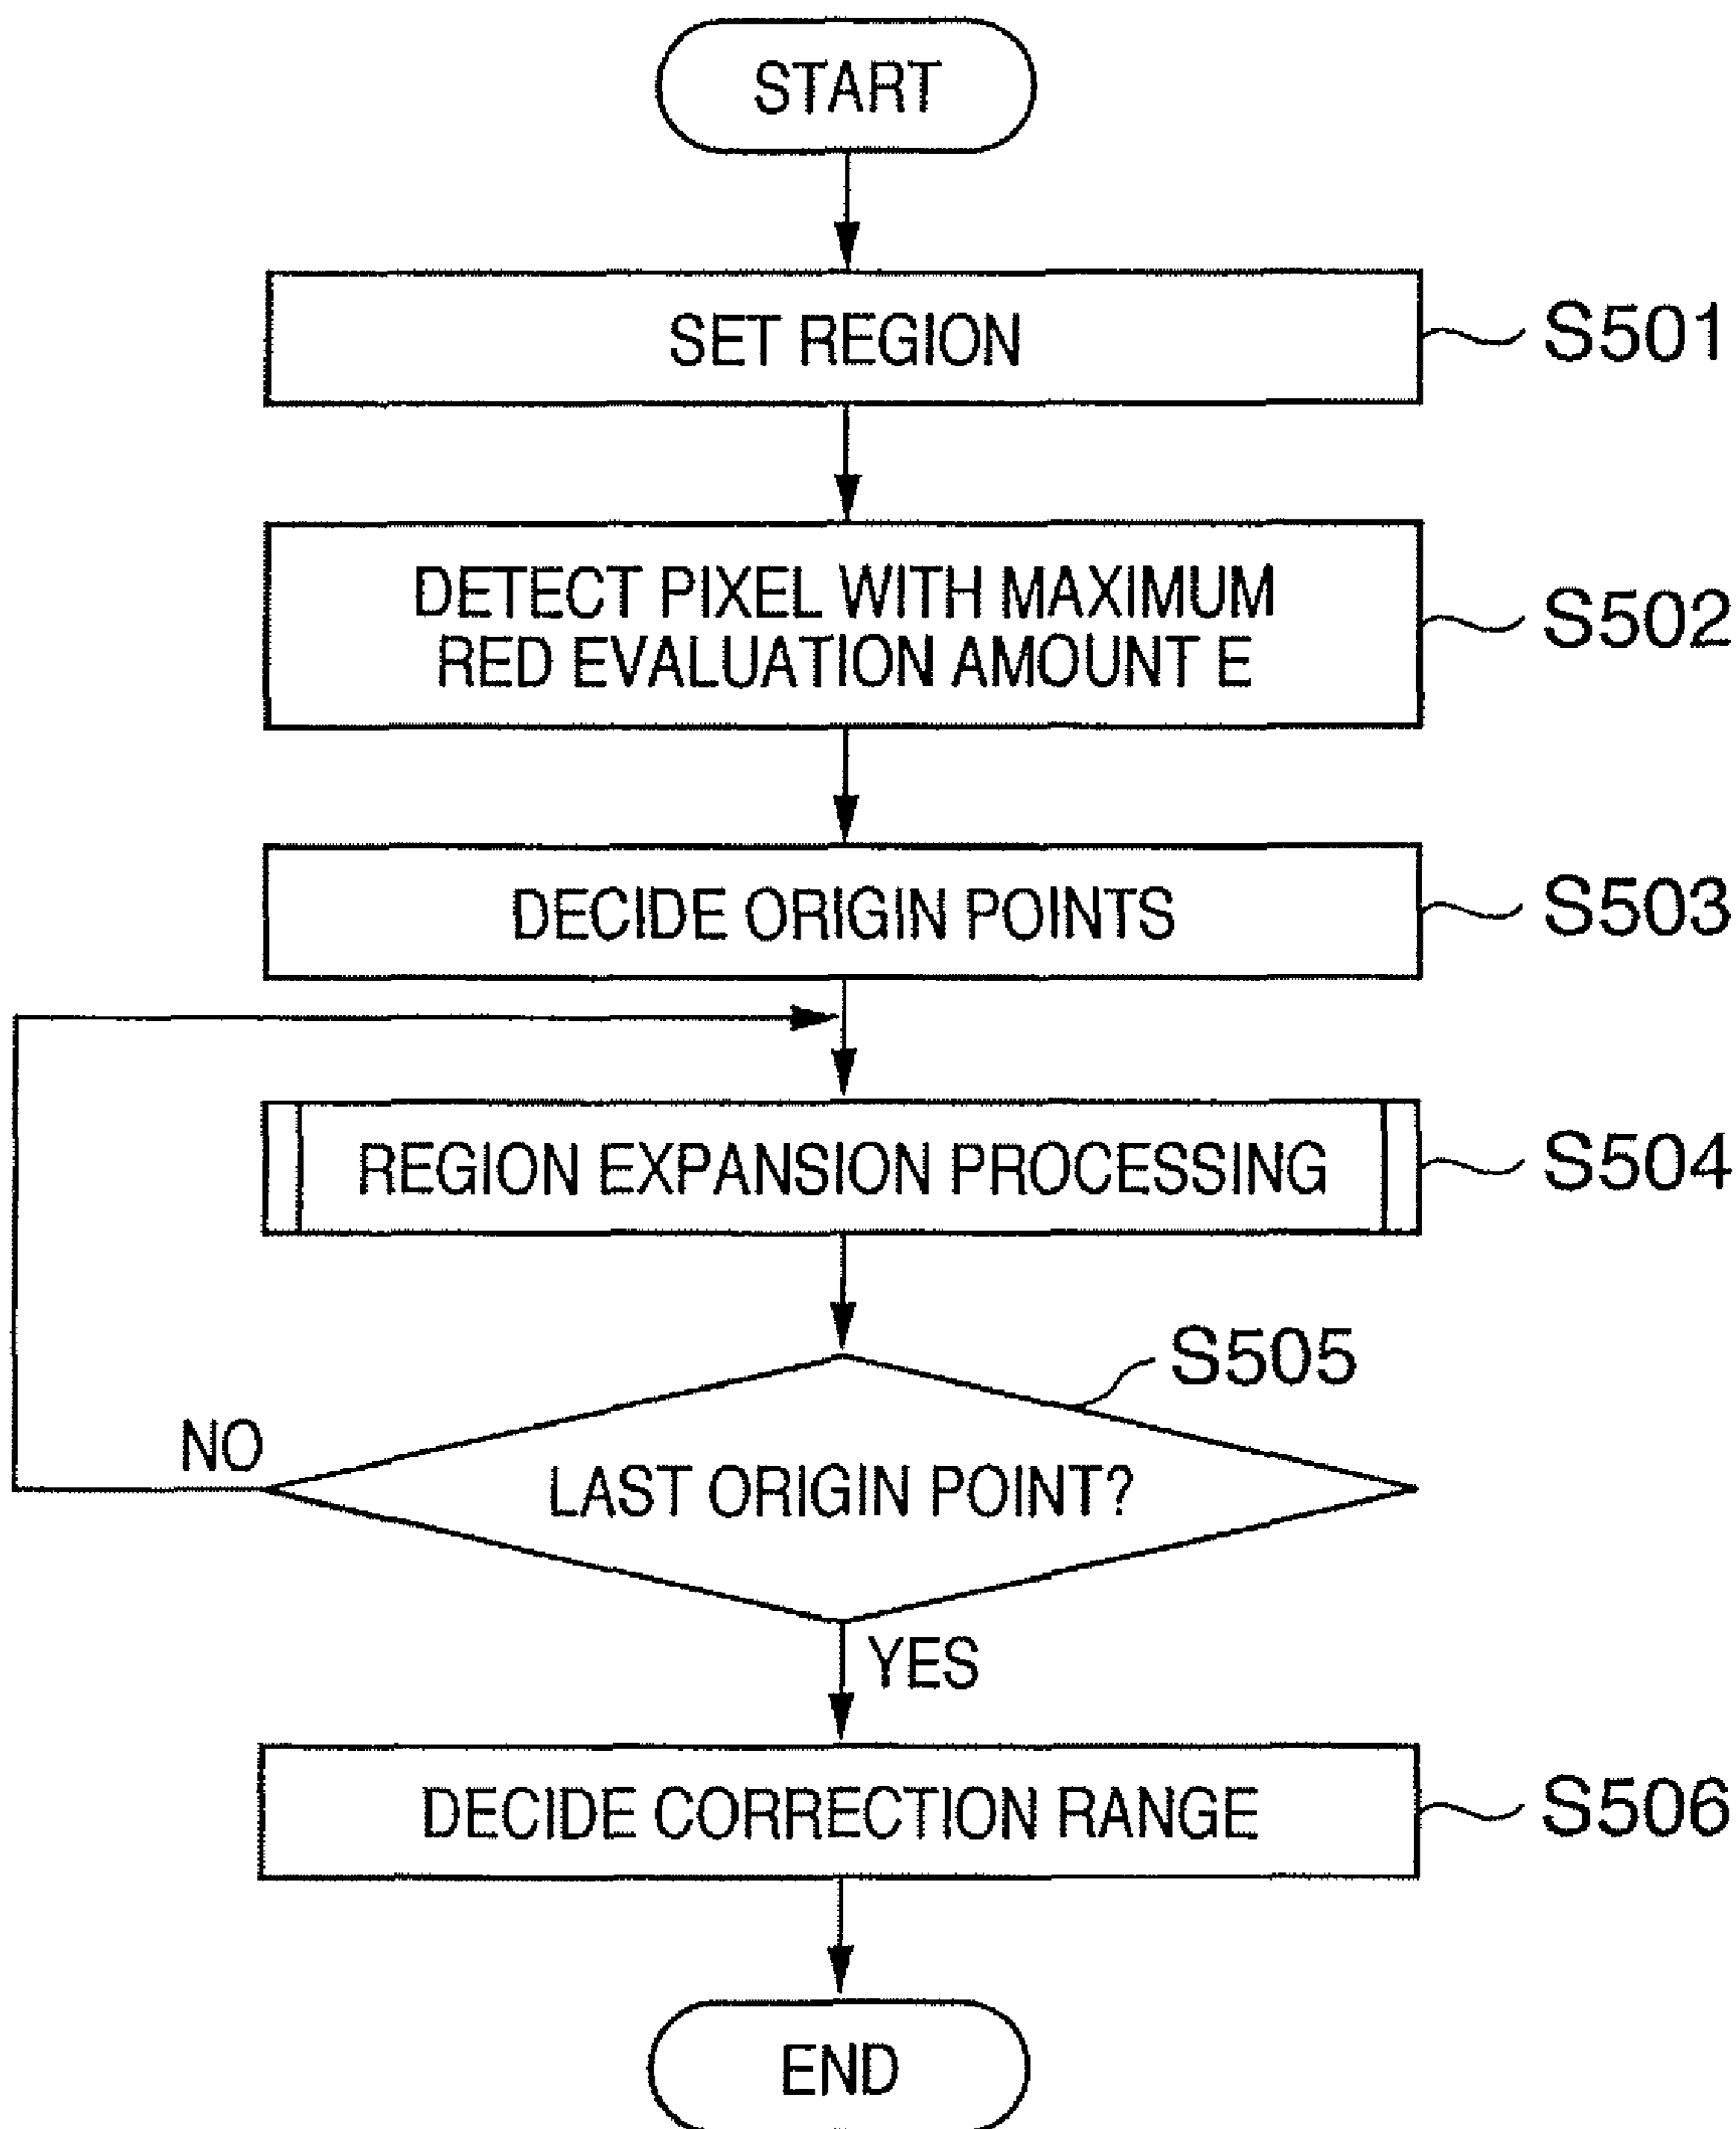 START
SET REGION
S501
DETECT PIXEL WITH MAXIMUM
RED EVALUATION AMOUNT E
S502
DECIDE ORIGIN POINTS
S503
REGION EXPANSION PROCESSING
S504
S505
NO
LAST ORIGIN POINT?
YES
DECIDE CORRECTION RANGE
S506
END